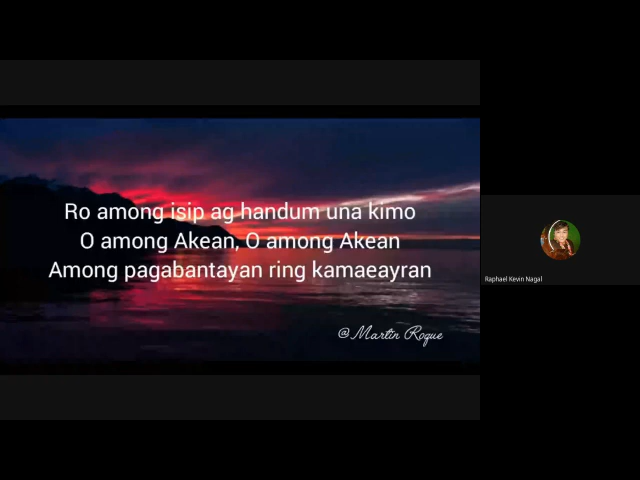 Ro among isip ag handum una kimo
O among Akean, O among Akean
Among pagabantayan ring kamaeayran
@Martin Roque
Raphael Kevin Nagal